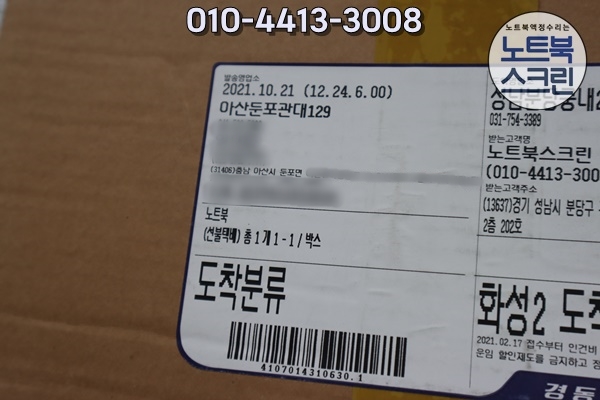 010-4413-3008
노트북액정수리는
노트북
스크린
발송영업소
2021.10.21 (12.24.6.00)
아산둔포관대129
(31406)충남 아산시 둔포면
노트북
(선불택배) 총 1개 1-1 / 박스
도착분류
4107014310630.1
031-754-3389
받는고객명
노트북스크린
(010-4413-300
받는고객주소
(13637)경기 성남시 분당구
2층 202호
화성2 도착
2021.02.17 접수부터 인건비
운임 할인제도를 금지하고
경동